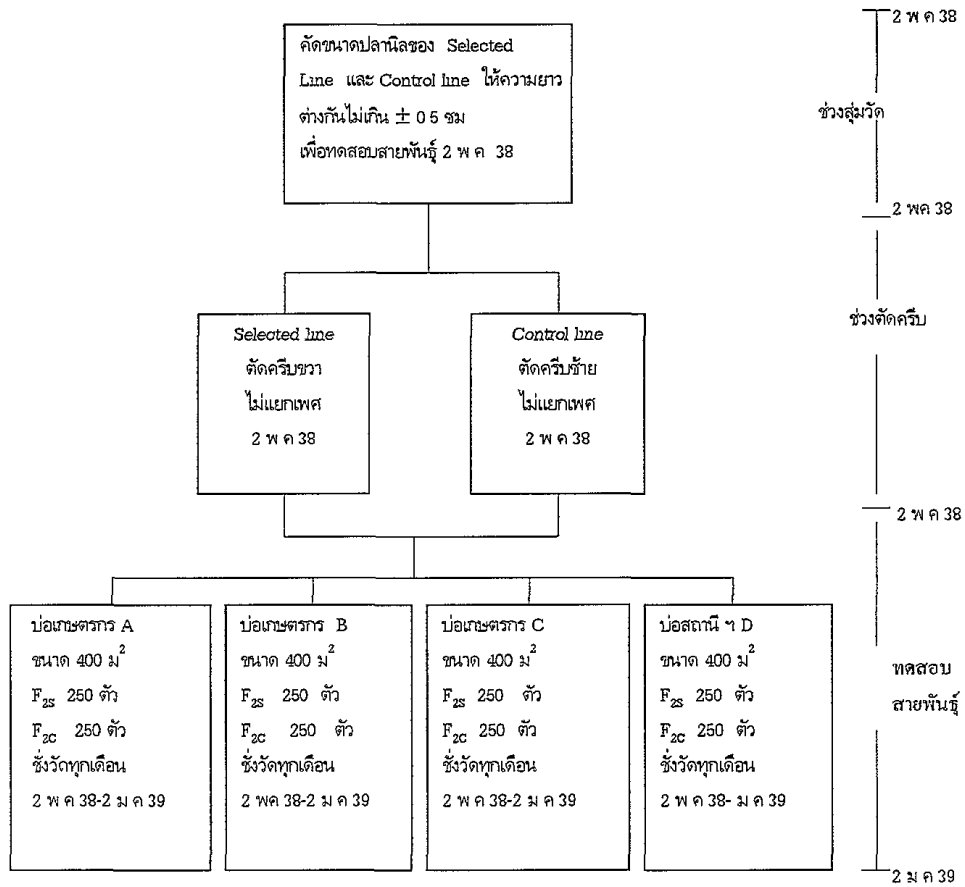 คัดขนาดปลานิลของ Selected
Line และ Control line ให้ความยาว
ต่างกันไม่เกิน ± 0 5 ซม
เพื่อทดสอบสายพันธุ์ 2 พ ค 38
2 พ ค 38
ช่วงสุ่มวัด
2 พค 38
Selected line
ตัดครีบขวา
ไม่แยกเพศ
2 พ ค 38
Control line
ตัดครีบซ้าย
ไม่แยกเพศ
2 พ ค 38
ช่วงตัดครีบ
2 พ ค 38
บ่อเกษตรกร A
ขนาด 400 ม²
F₂S 250 ตัว
F₂C 250 ตัว
ชั่งวัดทุกเดือน
2 พ ค 38-2 ม ค 39
บ่อเกษตรกร B
ขนาด 400 ม²
F₂S 250 ตัว
F₂C 250 ตัว
ชั่งวัดทุกเดือน
2 พค 38-2 ม ค 39
บ่อเกษตรกร C
ขนาด 400 ม²
F₂S 250 ตัว
F₂C 250 ตัว
ชั่งวัดทุกเดือน
2 พ ค 38-2 ม ค 39
บ่อสถานี ฯ D
ขนาด 400 ม²
F₂S 250 ตัว
F₂C 250 ตัว
ชั่งวัดทุกเดือน
2 พ ค 38- ม ค 39
ทดสอบ
สายพันธุ์
2 ม ค 39